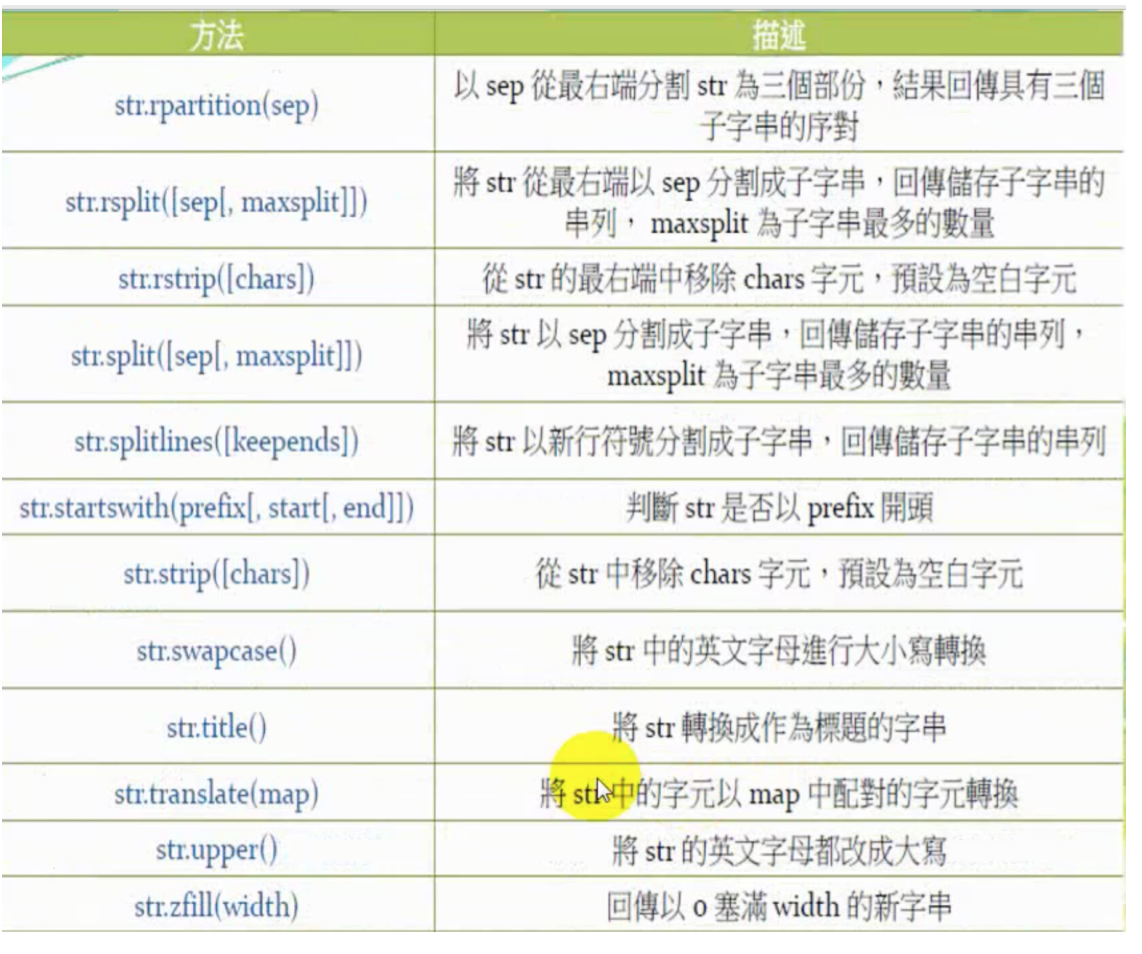 方法 描述
str.rpartition(sep) 以 sep 從最右端分割 str 為三個部份，結果回傳具有三個
子字串的序對
str.rsplit([sep[, maxsplit]]) 將 str 從最右端以 sep 分割成子字串，回傳儲存子字串的
串列， maxsplit 為子字串最多的數量
str.rstrip([chars]) 從 str 的最右端中移除 chars 字元，預設為空白字元
str.split([sep[, maxsplit]]) 將 str 以 sep 分割成子字串，回傳儲存子字串的串列，
maxsplit 為子字串最多的數量
str.splitlines([keepends]) 將 str 以新行符號分割成子字串，回傳儲存子字串的串列
str.startswith(prefix[, start[, end]]) 判斷 str 是否以 prefix 開頭
str.strip([chars]) 從 str 中移除 chars 字元，預設為空白字元
str.swapcase() 將 str 中的英文字母進行大小寫轉換
str.title() 將 str 轉換成作為標題的字串
str.translate(map) 將 str 中的字元以 map 中配對的字元轉換
str.upper() 將 str 的英文字母都改成大寫
str.zfill(width) 回傳以 0 塞滿 width 的新字串